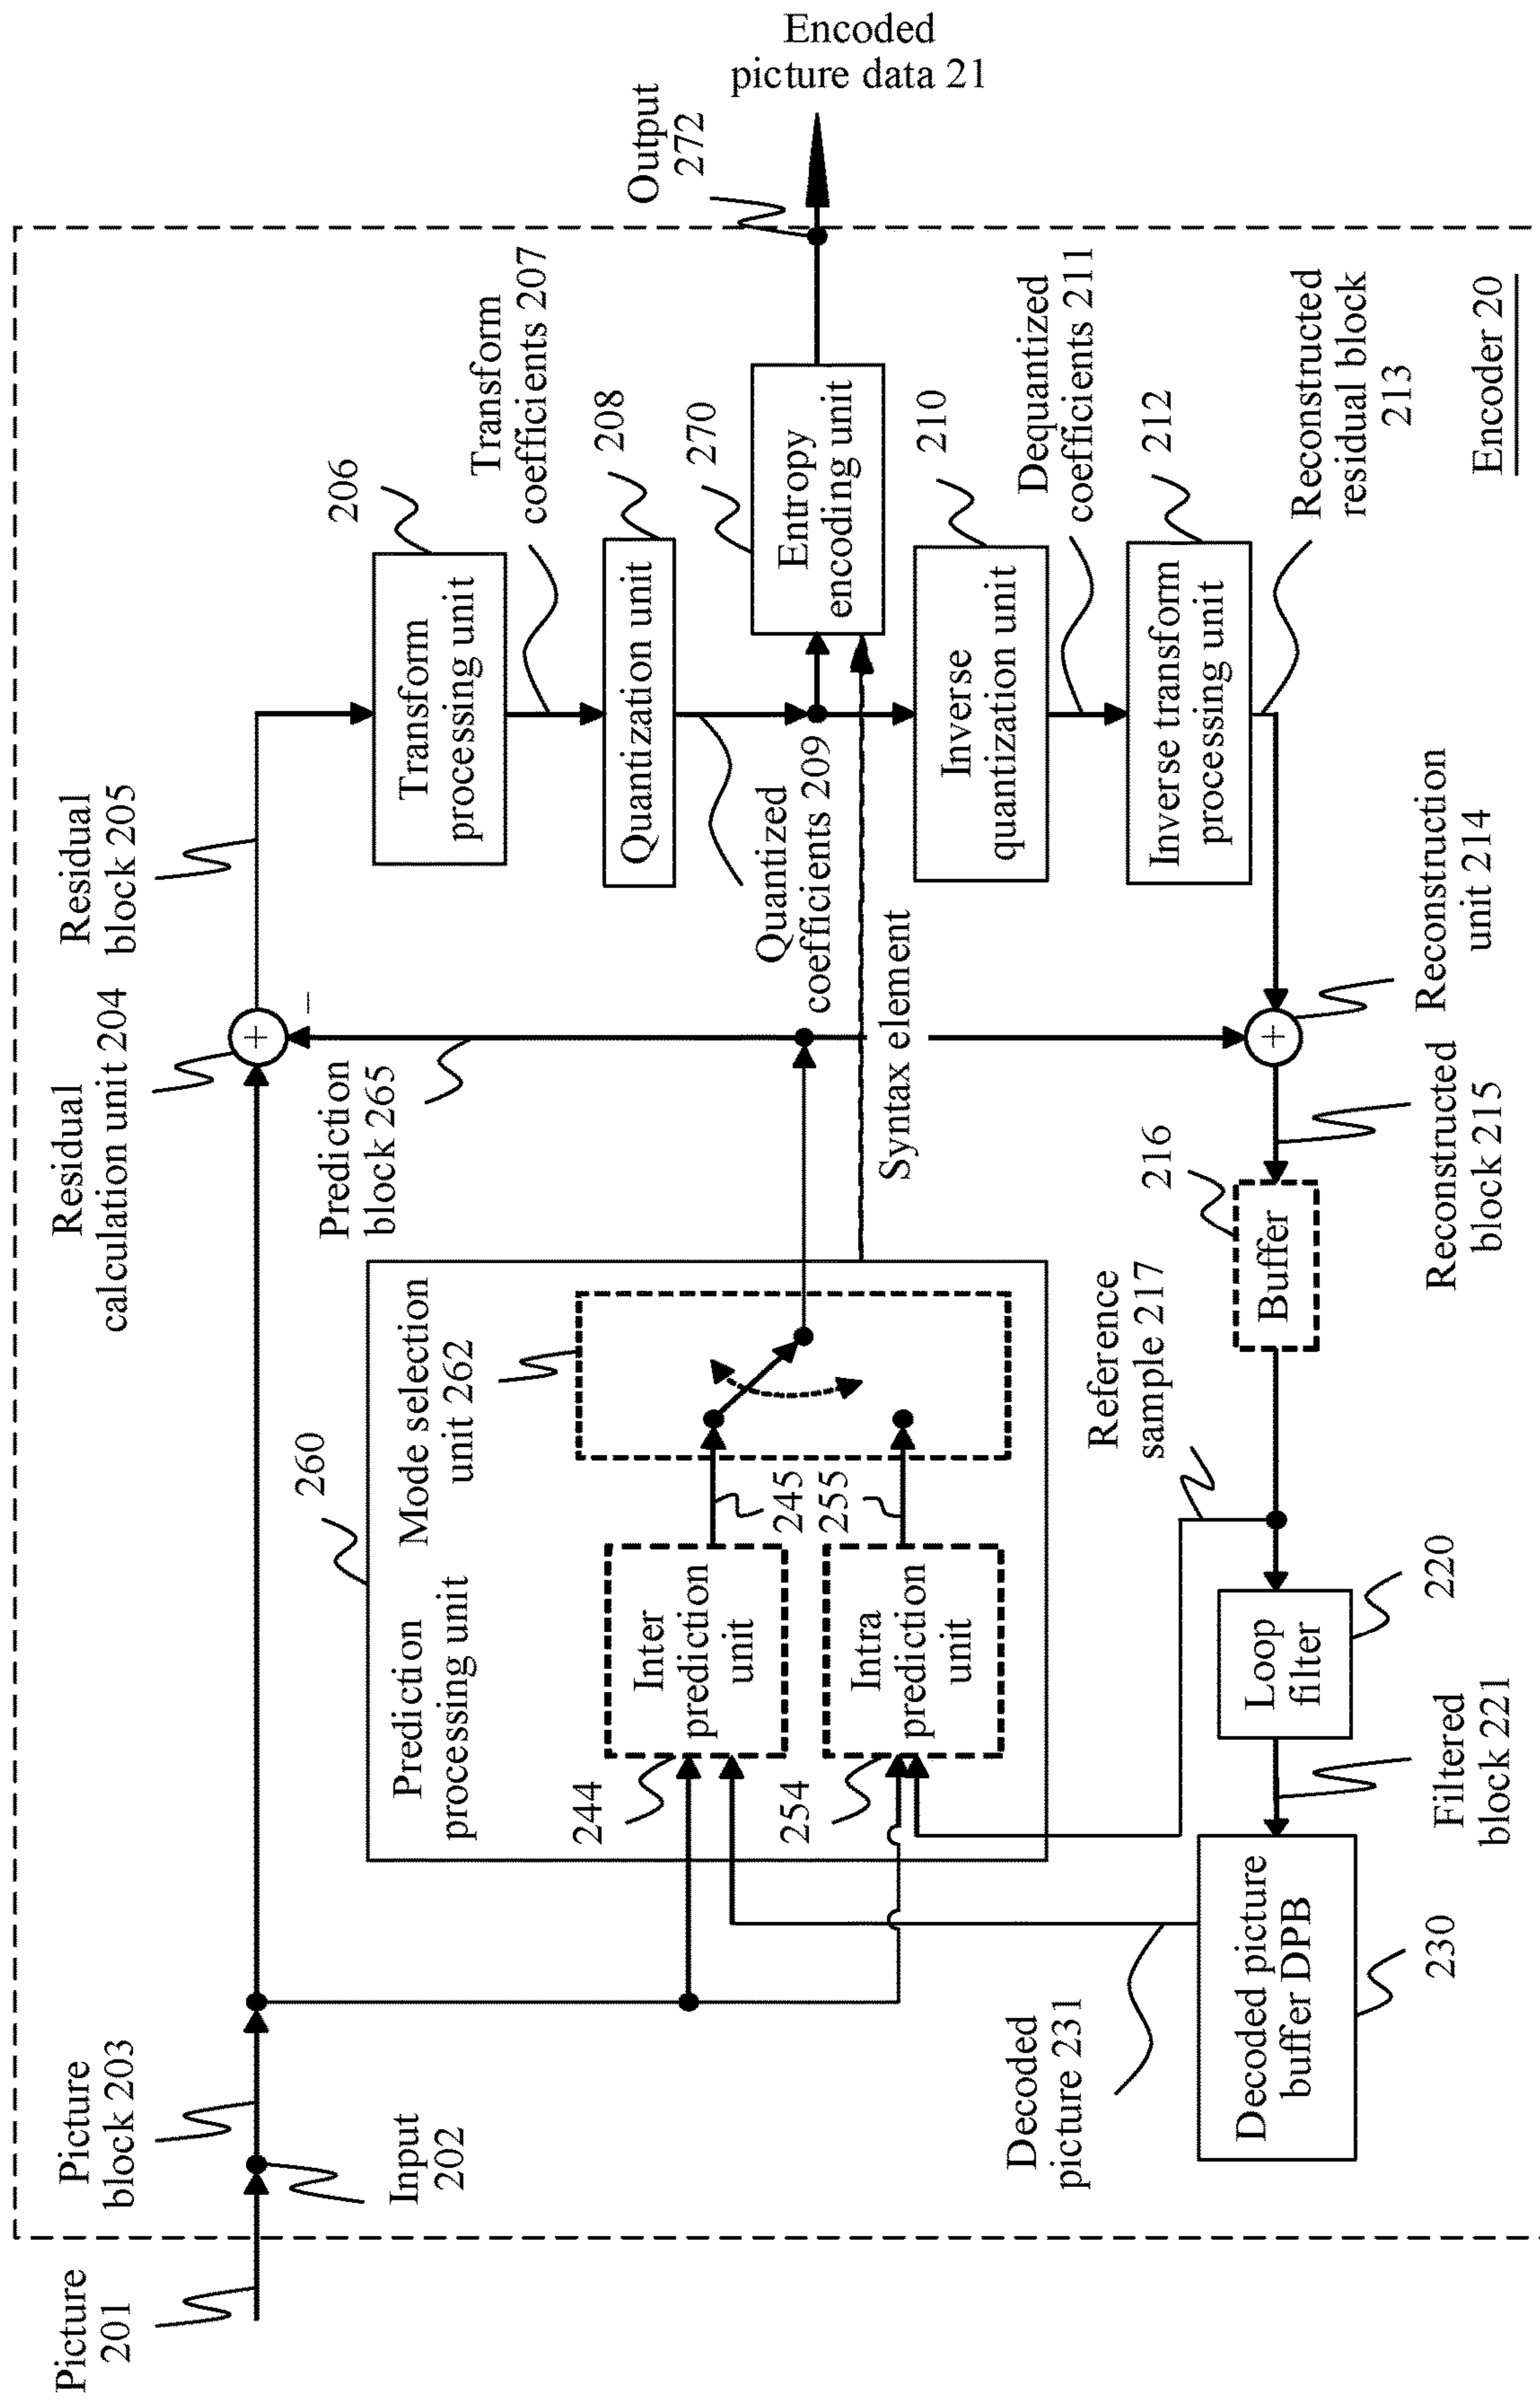 Encoded
picture data 21
Output
272
Picture
201
Picture
block 203
Input
202
Residual
calculation unit 204
Residual
block 205
+
−
206
Transform
processing unit
Transform
coefficients 207
208
Quantization unit
Quantized
coefficients 209
270
Entropy
encoding unit
Syntax element
210
Inverse
quantization unit
Dequantized
coefficients 211
212
Inverse transform
processing unit
Reconstructed
residual block
213
Reconstruction
unit 214
+
Reconstructed
block 215
216
Buffer
Reference
sample 217
220
Loop
filter
Filtered
block 221
230
Decoded picture
buffer DPB
Decoded
picture 231
260
Prediction
processing unit
Mode selection
unit 262
Prediction
block 265
244
Inter
prediction
unit
245
254
Intra
prediction
unit
255
Encoder 20